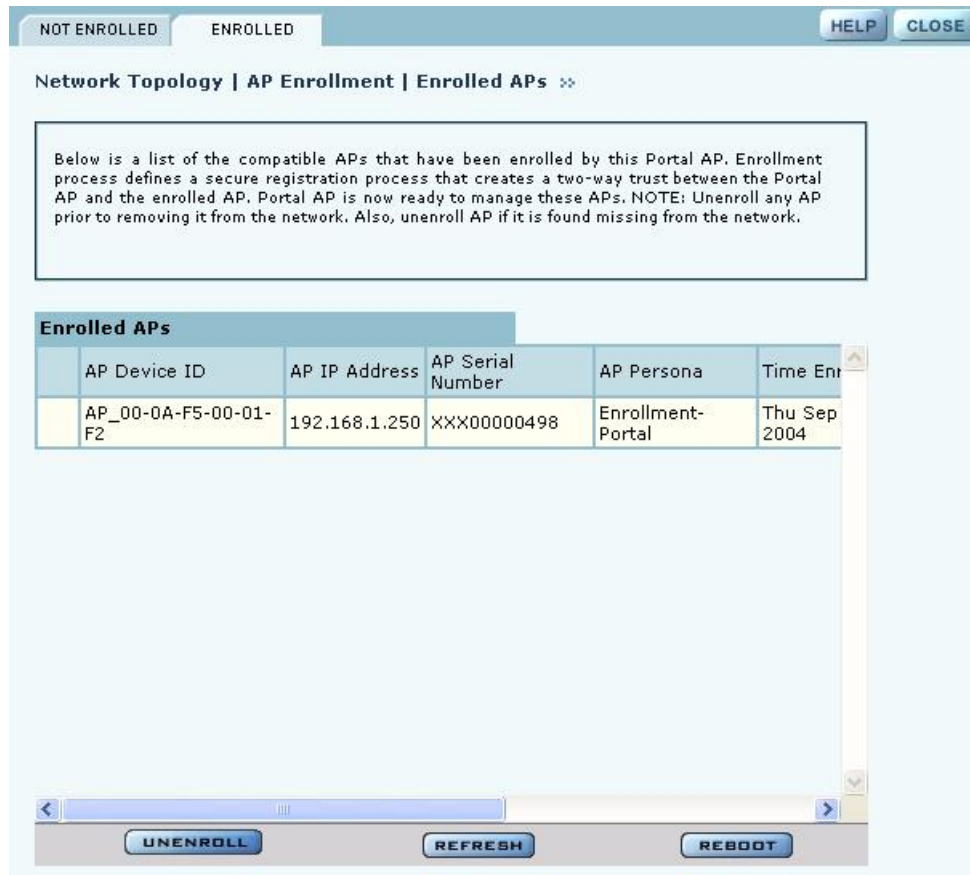 NOT ENROLLED ENROLLED HELP CLOSE
Network Topology | AP Enrollment | Enrolled APs »
Below is a list of the compatible APs that have been enrolled by this Portal AP. Enrollment
process defines a secure registration process that creates a two-way trust between the Portal
AP and the enrolled AP. Portal AP is now ready to manage these APs. NOTE: Unenroll any AP
prior to removing it from the network. Also, unenroll AP if it is found missing from the network.
Enrolled APs
AP Device ID AP IP Address AP Serial Number AP Persona Time Enr
AP_00-0A-F5-00-01-F2 192.168.1.250 XXX00000498 Enrollment-Portal Thu Sep 2004
UNENROLL REFRESH REBOOT